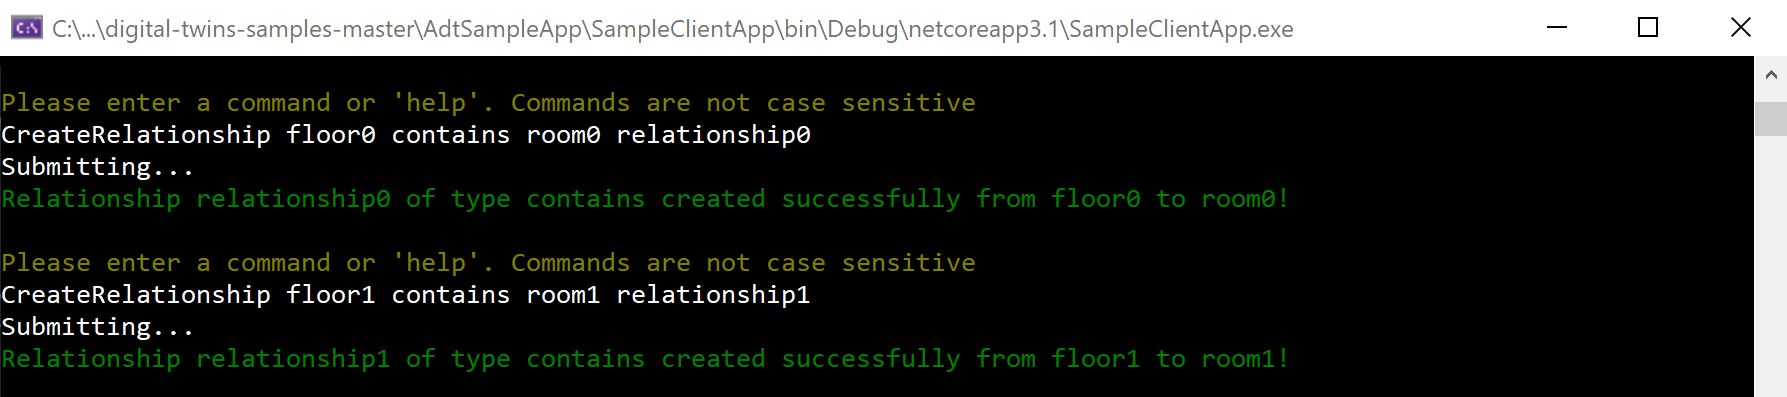 C:\...\digital-twins-samples-master\AdtSampleApp\SampleClientApp\bin\Debug\netcoreapp3.1\SampleClientApp.exe
Please enter a command or 'help'. Commands are not case sensitive
CreateRelationship floor0 contains room0 relationship0
Submitting...
Relationship relationship0 of type contains created successfully from floor0 to room0!
Please enter a command or 'help'. Commands are not case sensitive
CreateRelationship floor1 contains room1 relationship1
Submitting...
Relationship relationship1 of type contains created successfully from floor1 to room1!